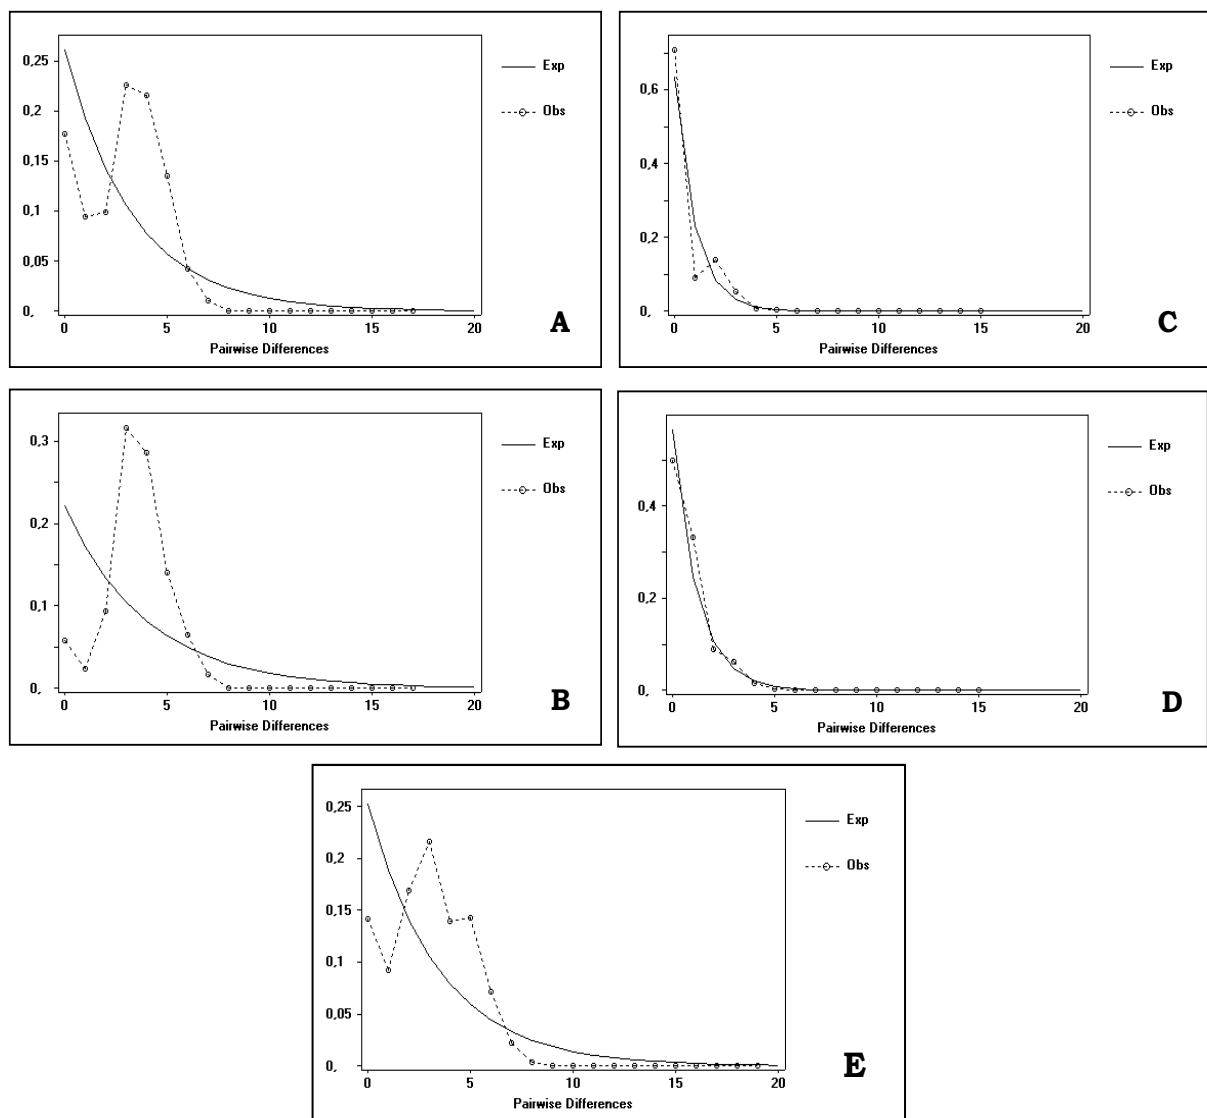 0,25
0,2
0,15
0,1
0,05
0,
0 5 10 15 20
Pairwise Differences
Exp
Obs
A
0,6
0,4
0,2
0,
0 5 10 15 20
Pairwise Differences
Exp
Obs
C
0,3
0,2
0,1
0,
0 5 10 15 20
Pairwise Differences
Exp
Obs
B
0,4
0,2
0,
0 5 10 15 20
Pairwise Differences
Exp
Obs
D
0,25
0,2
0,15
0,1
0,05
0,
0 5 10 15 20
Pairwise Differences
Exp
Obs
E